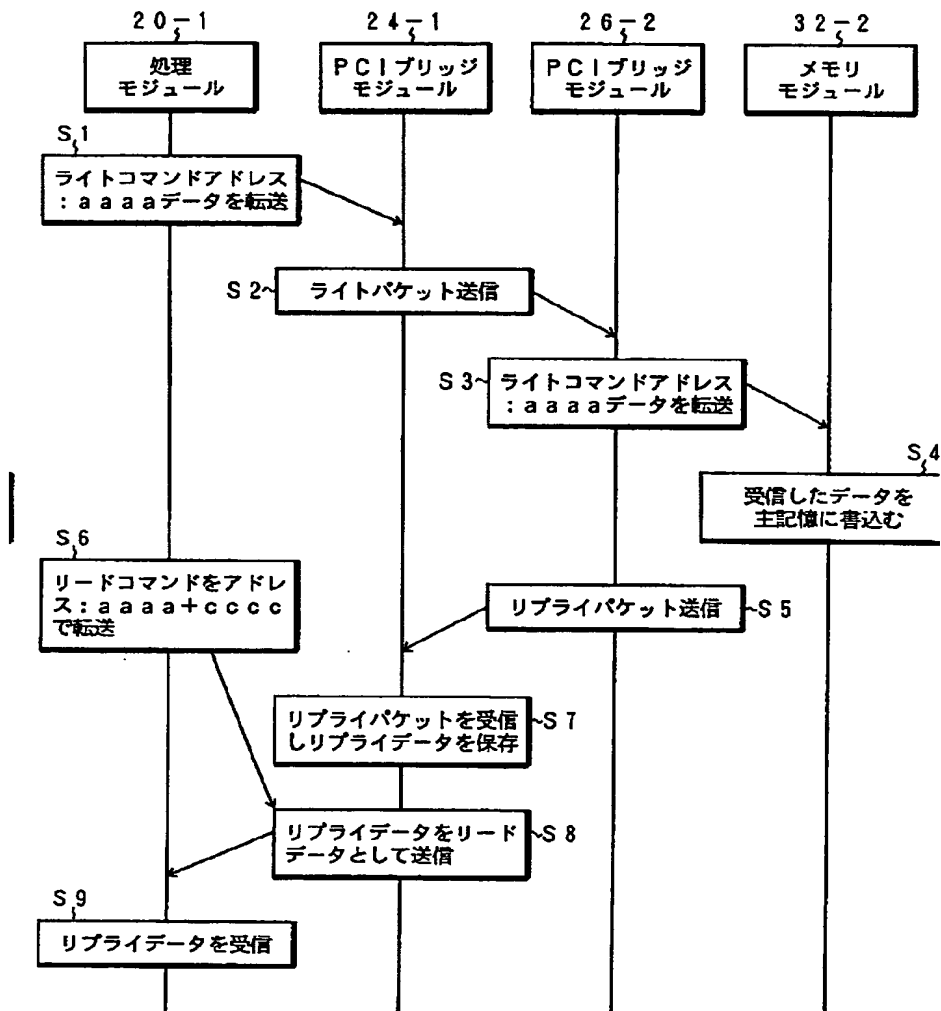 20-1
24-1
26-2
32-2
処理
モジュール
PCIブリッジ
モジュール
PCIブリッジ
モジュール
メモリ
モジュール
S1
ライトコマンドアドレス
:aaaaデータを転送
S2
ライトパケット送信
S3
ライトコマンドアドレス
:aaaaデータを転送
S4
受信したデータを
主記憶に書込む
S6
リードコマンドをアドレ
ス:aaaa+cccc
で転送
リプライパケット送信
S5
リプライパケットを受信
しリプライデータを保存
S7
リプライデータをリード
データとして送信
S8
S9
リプライデータを受信